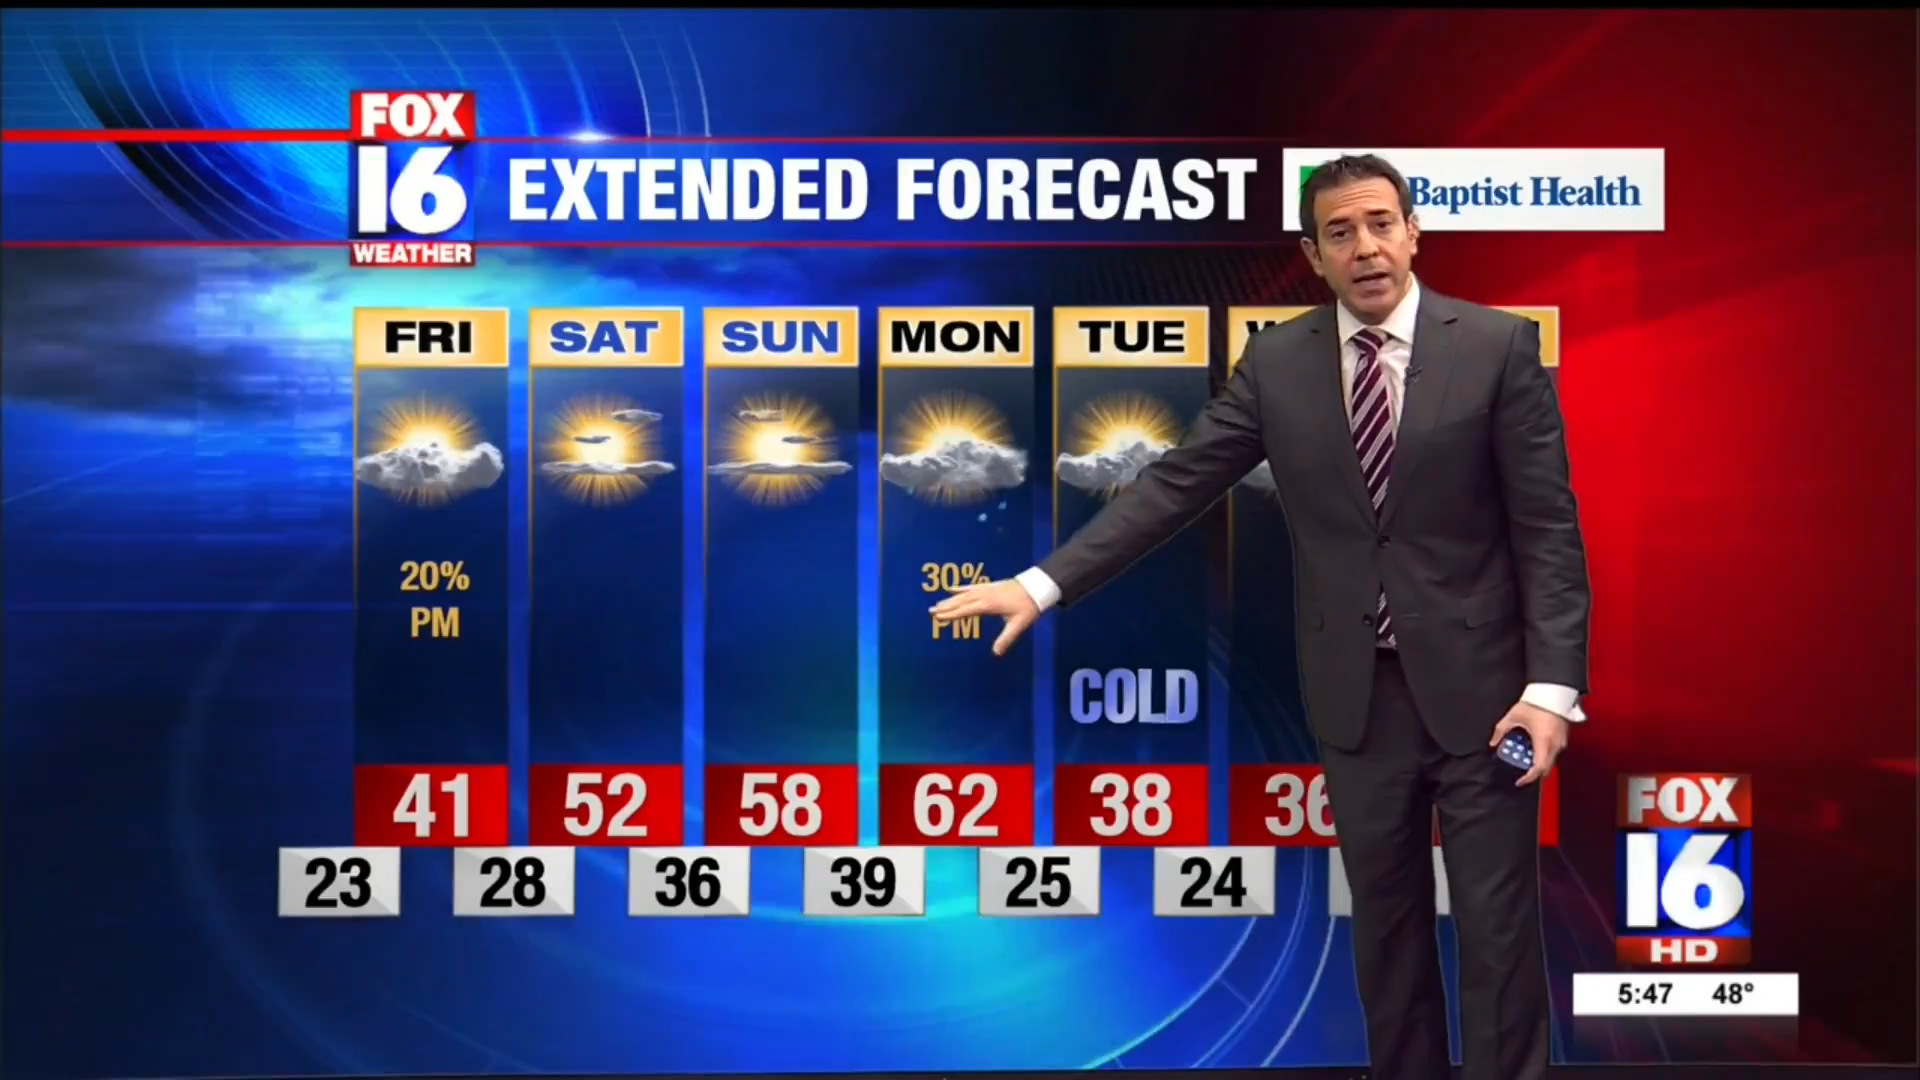 FOX
16
WEATHER
EXTENDED FORECAST
Baptist Health
FRI SAT SUN MON TUE
20% 30%
PM PM
COLD
41 52 58 62 38 36
23 28 36 39 25 24
FOX
16
HD
5:47 48°